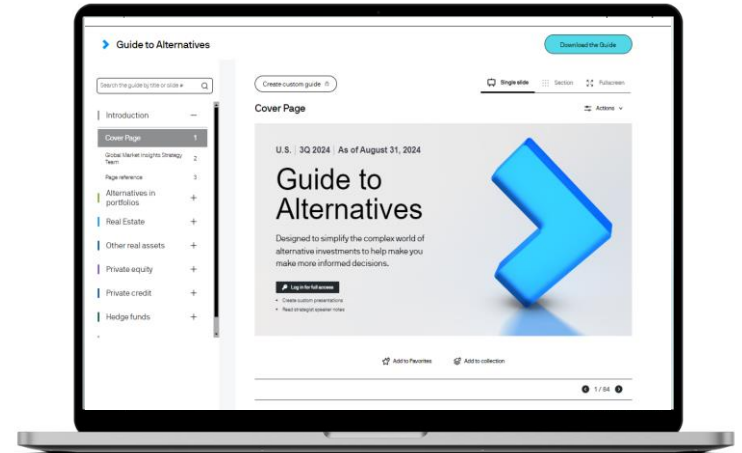 Guide to Alternatives
Download the Guide
Search the guide by title or slide #
Create custom guide
Single slide
Section
Fullscreen
Introduction
Cover Page
Actions
Cover Page 1
Global Market Insights Strategy Team 2
Page reference 3
Alternatives in
portfolios
Real Estate
Other real assets
Private equity
Private credit
Hedge funds
U.S. | 3Q 2024 | As of August 31, 2024
Guide to
Alternatives
Designed to simplify the complex world of
alternative investments to help make you
make more informed decisions.
Log in for full access
• Create custom presentations
• Read strategist speaker notes
Add to Favorites
Add to collection
1 / 64